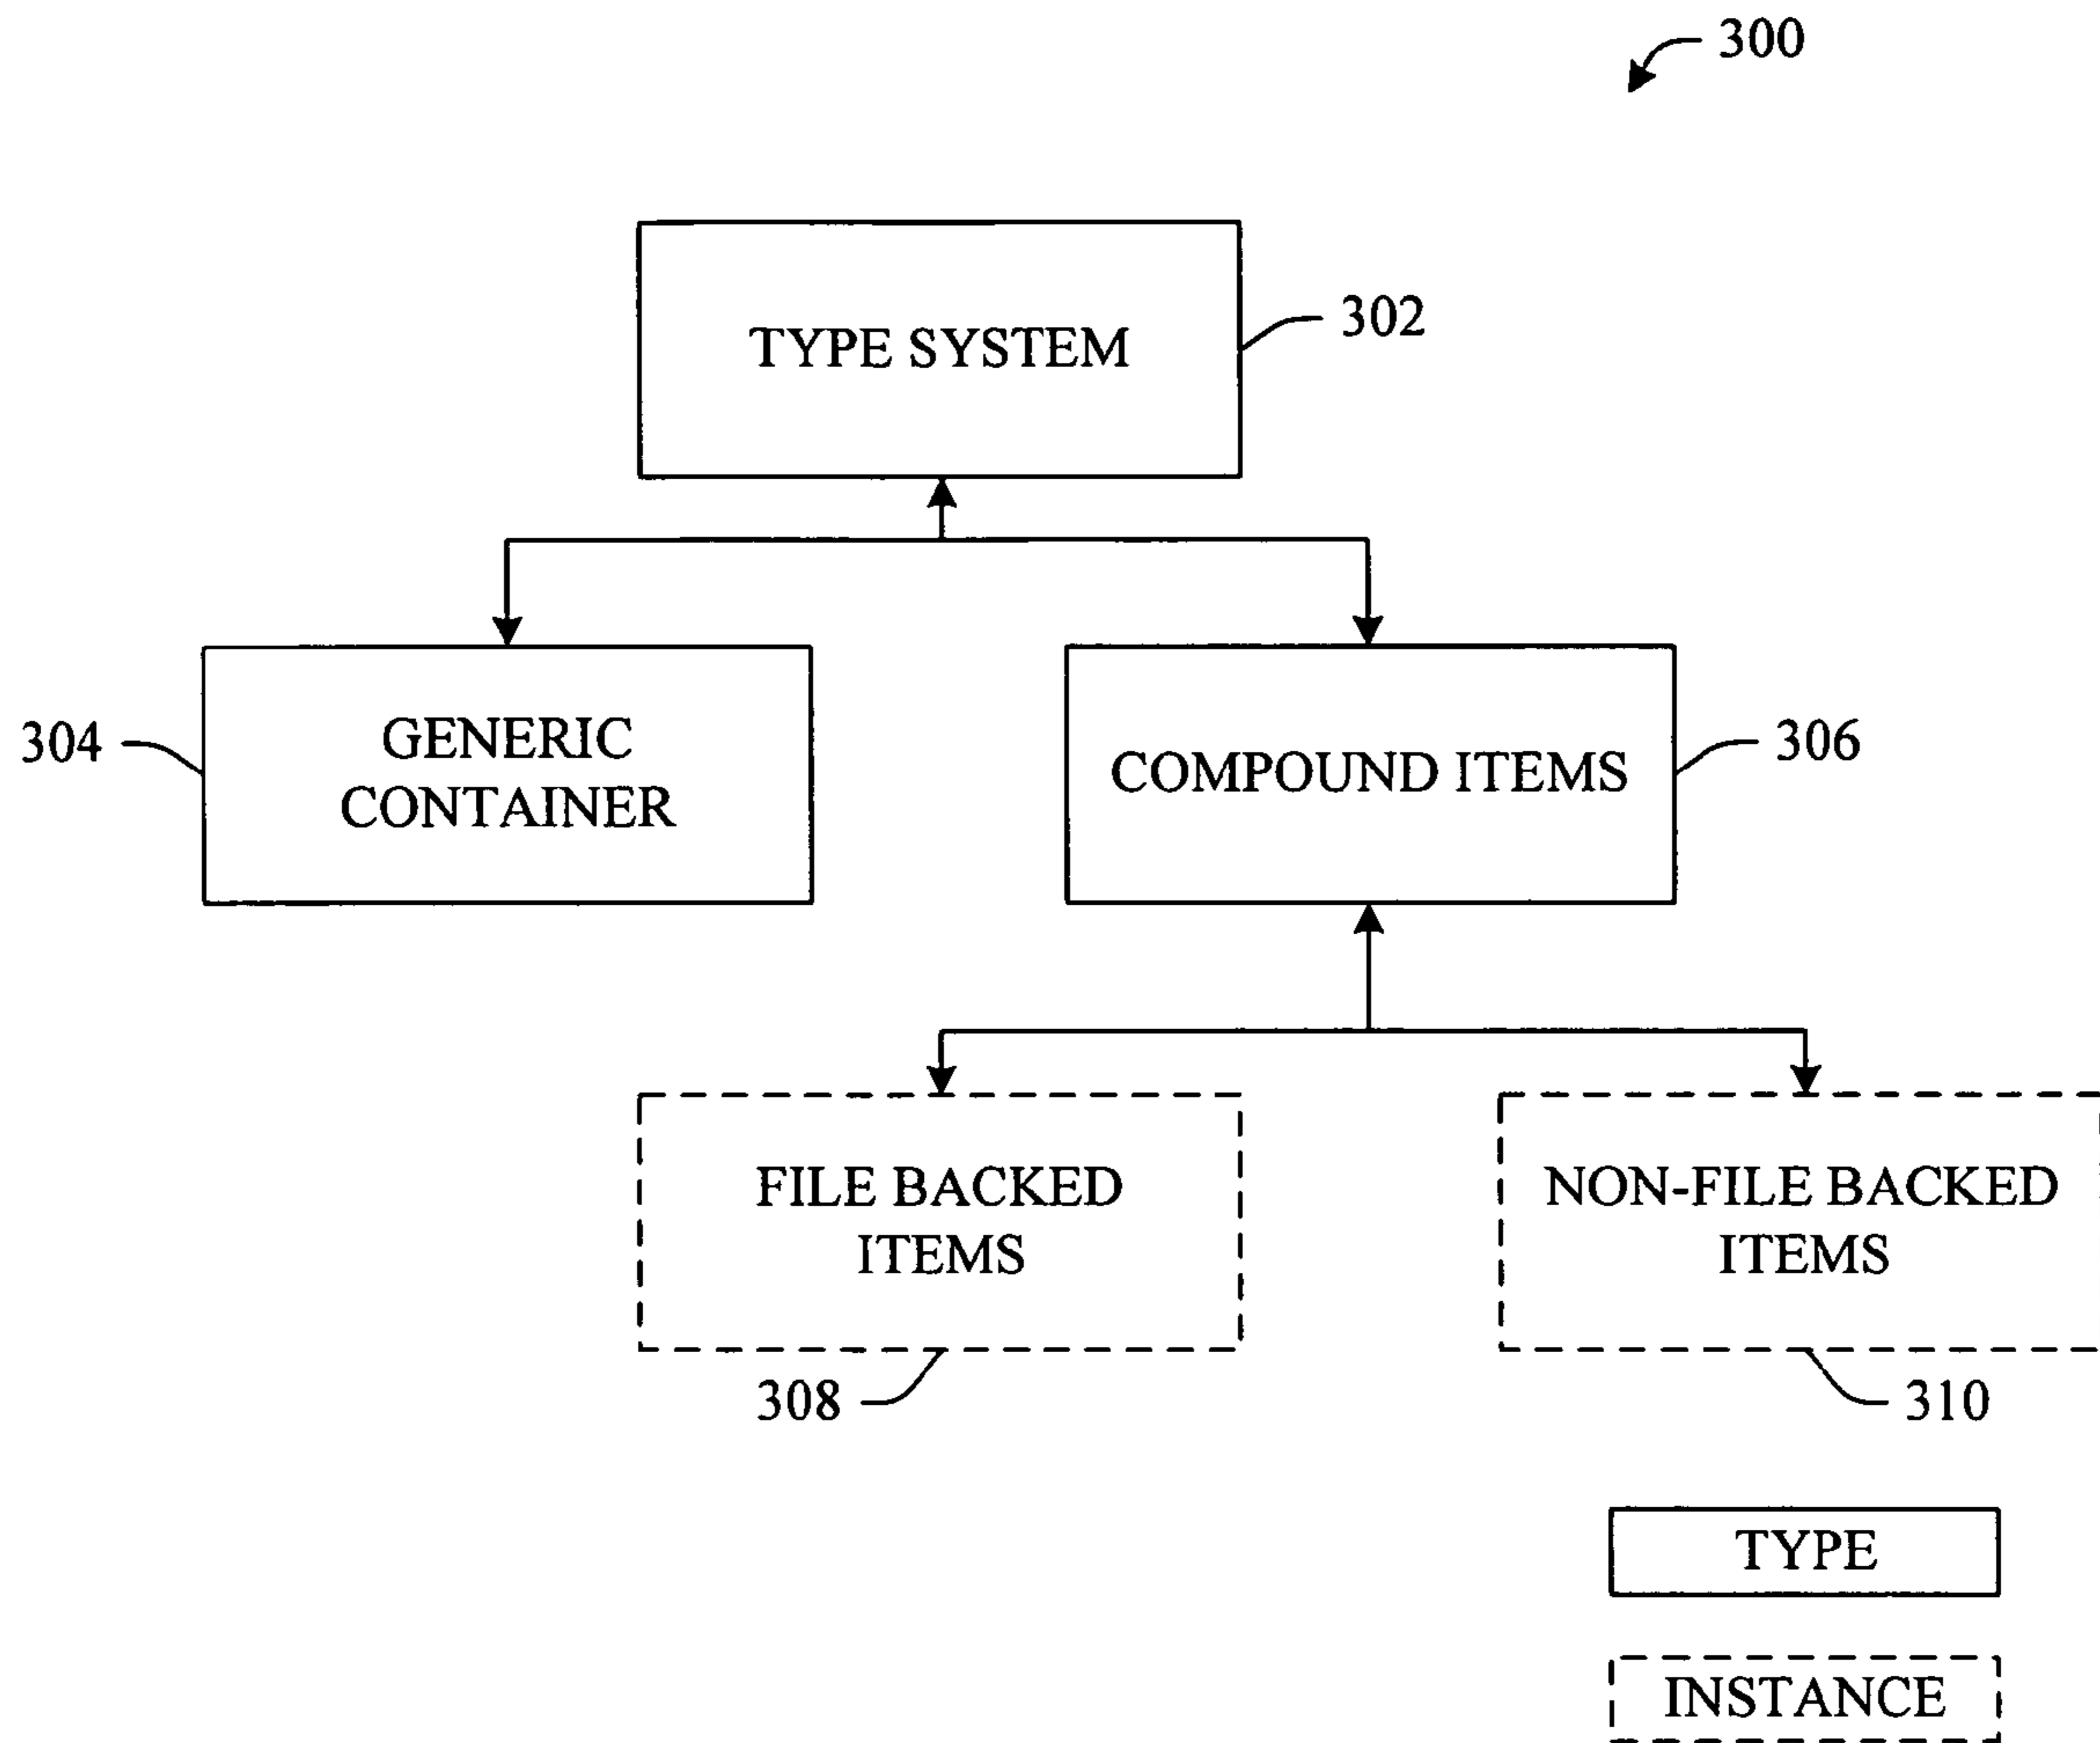 300
TYPE SYSTEM
302
304
GENERIC
CONTAINER
COMPOUND ITEMS
306
FILE BACKED
ITEMS
NON-FILE BACKED
ITEMS
308
310
TYPE
INSTANCE